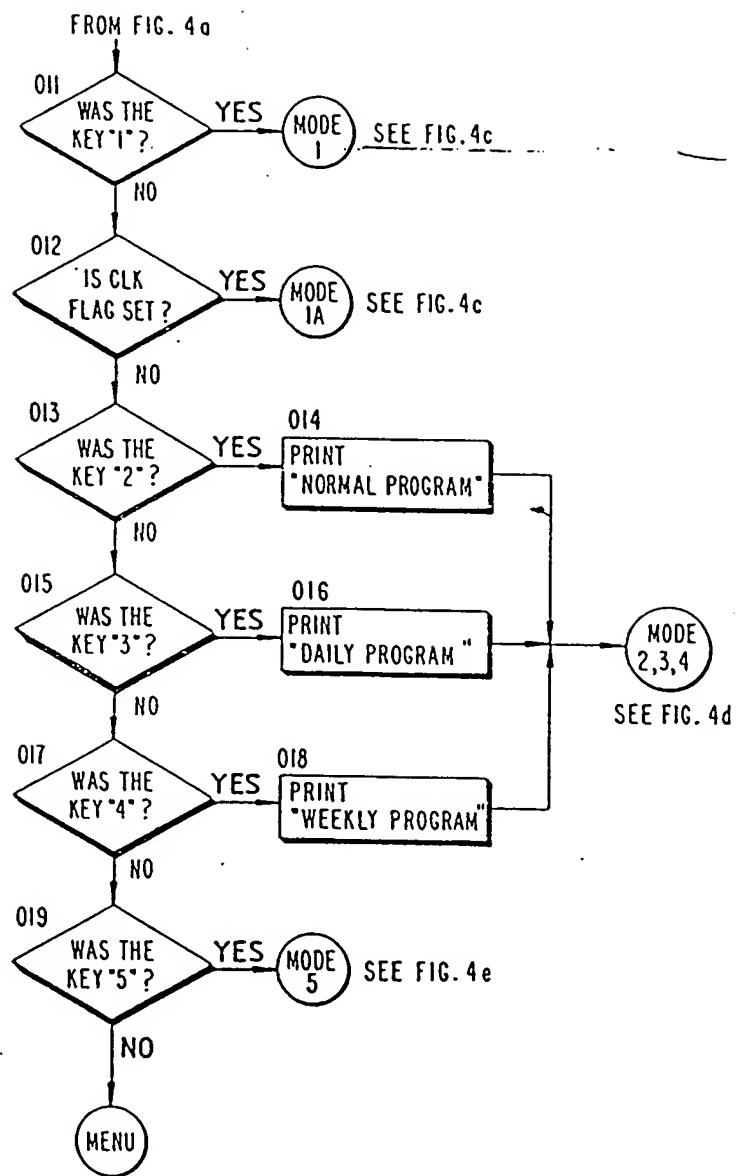 FROM FIG. 4a
011
WAS THE
KEY "1"?
YES
MODE
1
SEE FIG. 4c
NO
012
IS CLK
FLAG SET?
YES
MODE
1A
SEE FIG. 4c
NO
013
WAS THE
KEY "2"?
YES
014
PRINT
"NORMAL PROGRAM"
NO
015
WAS THE
KEY "3"?
YES
016
PRINT
"DAILY PROGRAM"
MODE
2,3,4
SEE FIG. 4d
NO
017
WAS THE
KEY "4"?
YES
018
PRINT
"WEEKLY PROGRAM"
NO
019
WAS THE
KEY "5"?
YES
MODE
5
SEE FIG. 4e
NO
MENU